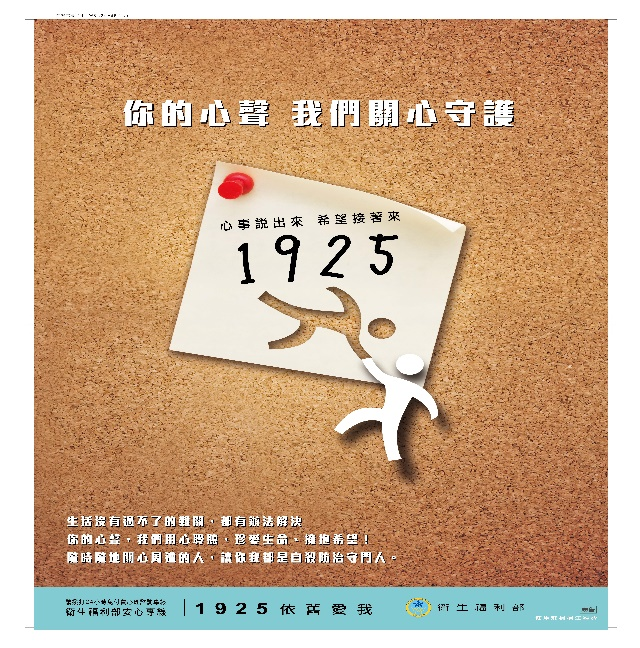 你的心聲 我們關心守護
心事說出來 希望接著來
1925
生活沒有過不了的難關，都有辦法解決
你的心聲，我們用心聆聽，珍愛生命，擁抱希望！
隨時隨地關心周遭的人，讓你我都是自殺防治守門人。
衛生福利部安心專線
1925 依舊愛我
衛生福利部